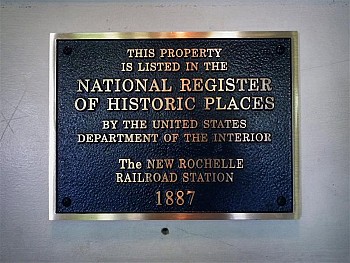 THIS PROPERTY
IS LISTED IN THE
NATIONAL REGISTER
OF HISTORIC PLACES
BY THE UNITED STATES
DEPARTMENT OF THE INTERIOR
The NEW ROCHELLE
RAILROAD STATION
1887